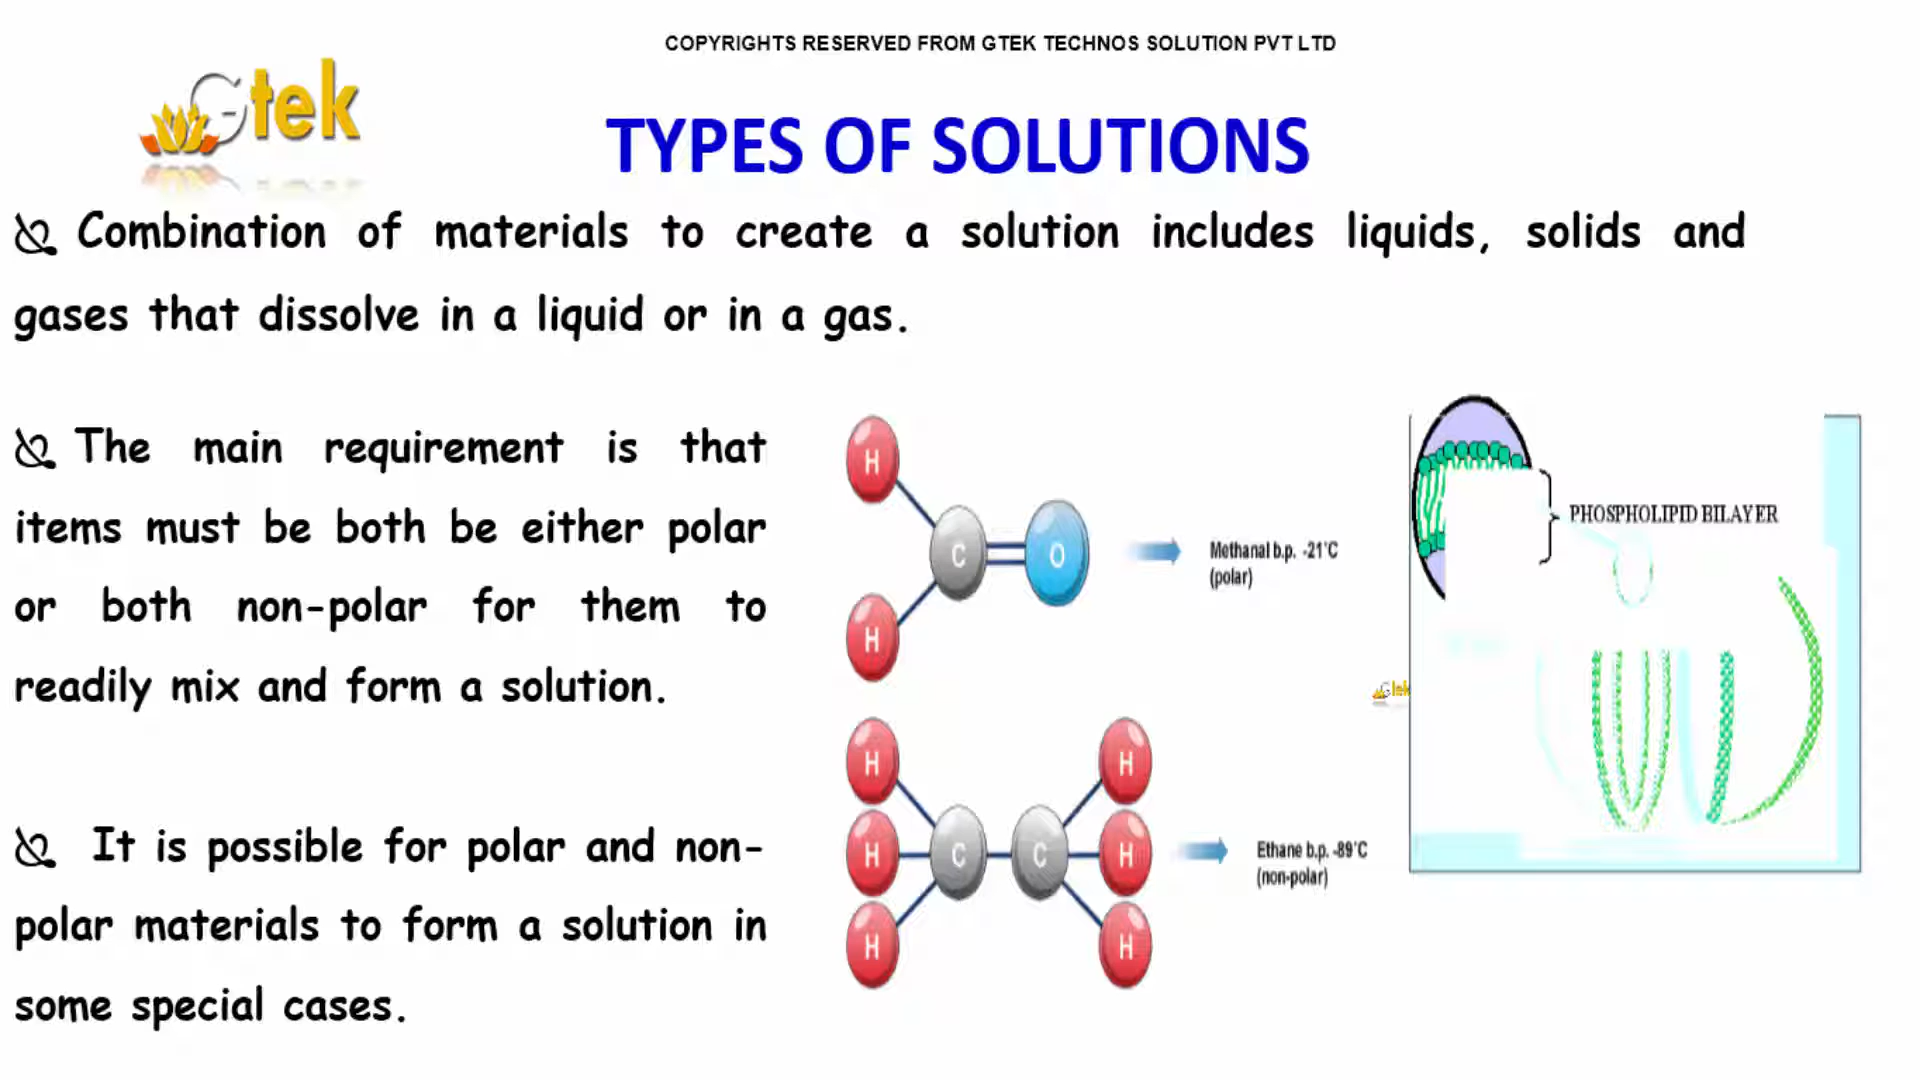 COPYRIGHTS RESERVED FROM GTEK TECHNOS SOLUTION PVT LTD
Gtek
TYPES OF SOLUTIONS
Combination of materials to create a solution includes liquids, solids and
gases that dissolve in a liquid or in a gas.
The main requirement is that
items must be both be either polar
or both non-polar for them to
readily mix and form a solution.
It is possible for polar and non-
polar materials to form a solution in
some special cases.
H
C O
H
Methanal b.p. -21°C
(polar)
H H
H C C H
H H
Ethane b.p. -89°C
(non-polar)
Gtek
PHOSPHOLIPID BILAYER